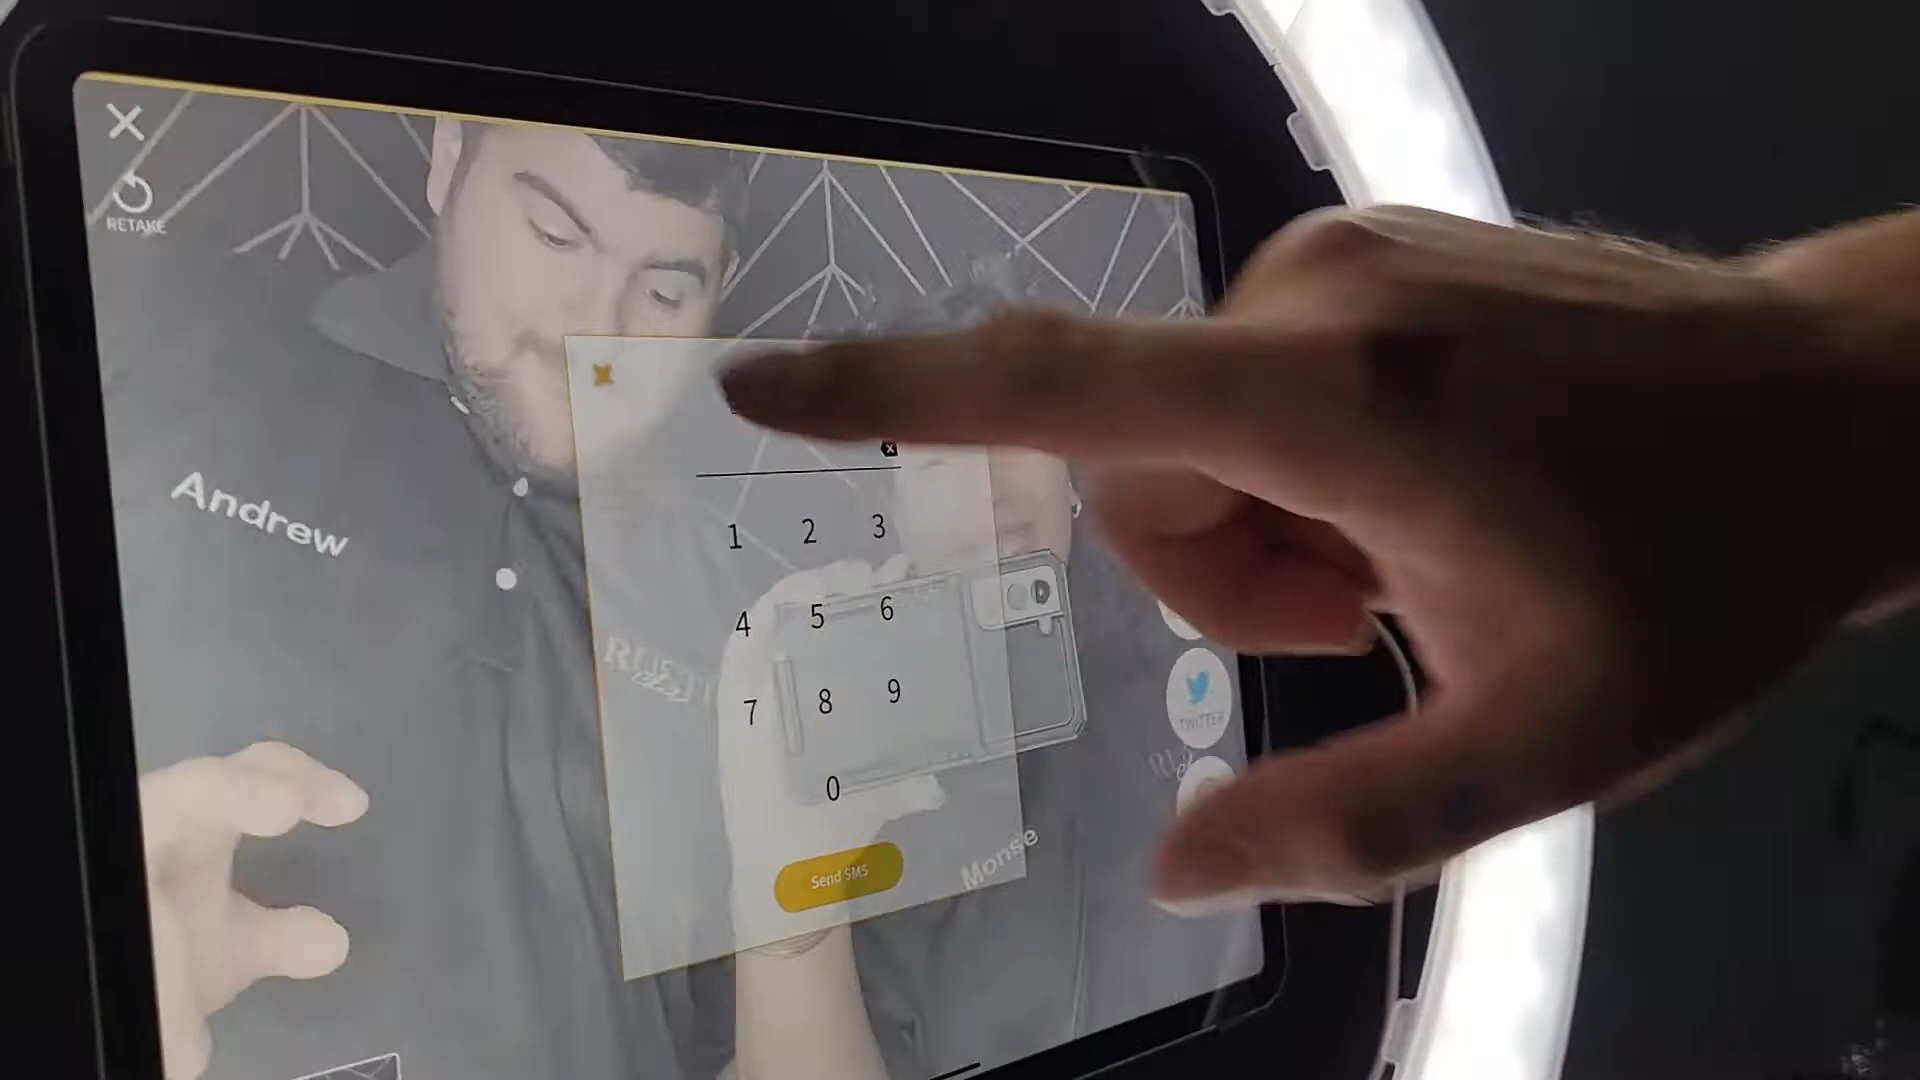 RETAKE
Andrew
1 2 3
4 5 6
7 8 9
0
Send SMS
TWITTER
Monse